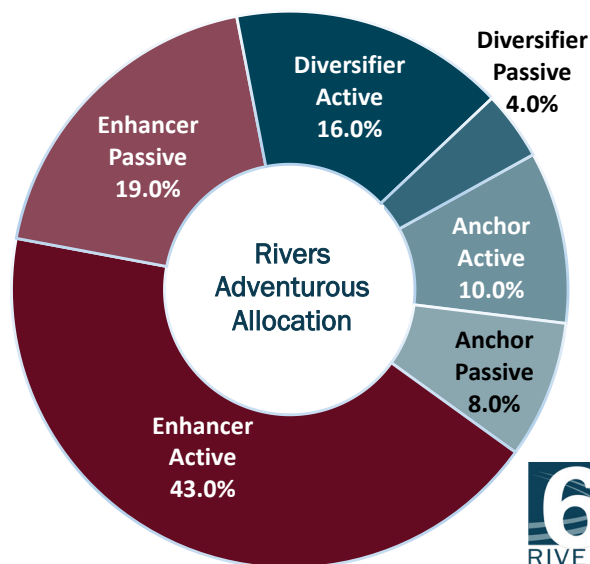 Diversifier
Passive
4.0%
Diversifier
Active
16.0%
Enhancer
Passive
19.0%
Rivers
Adventurous
Allocation
Anchor
Active
10.0%
Anchor
Passive
8.0%
Enhancer
Active
43.0%
6
RIVE